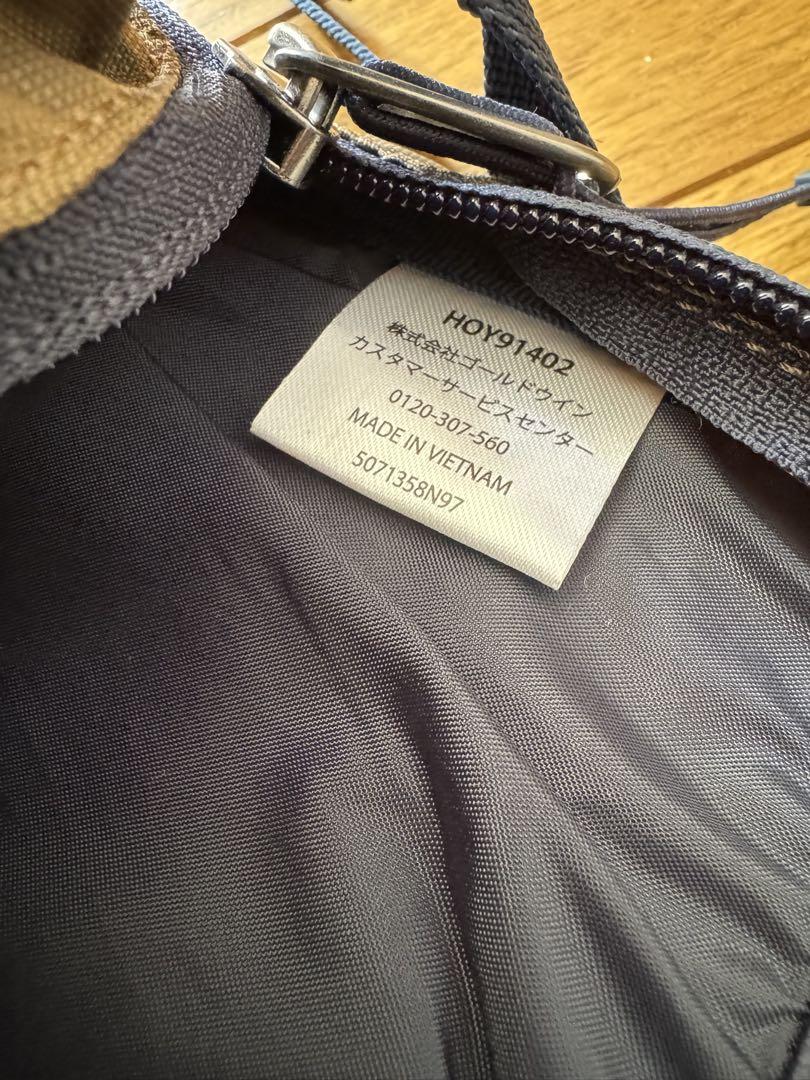 HOY91402
株式会社ゴールドウイン
カスタマーサービスセンター
0120-307-560
MADE IN VIETNAM
5071358N97